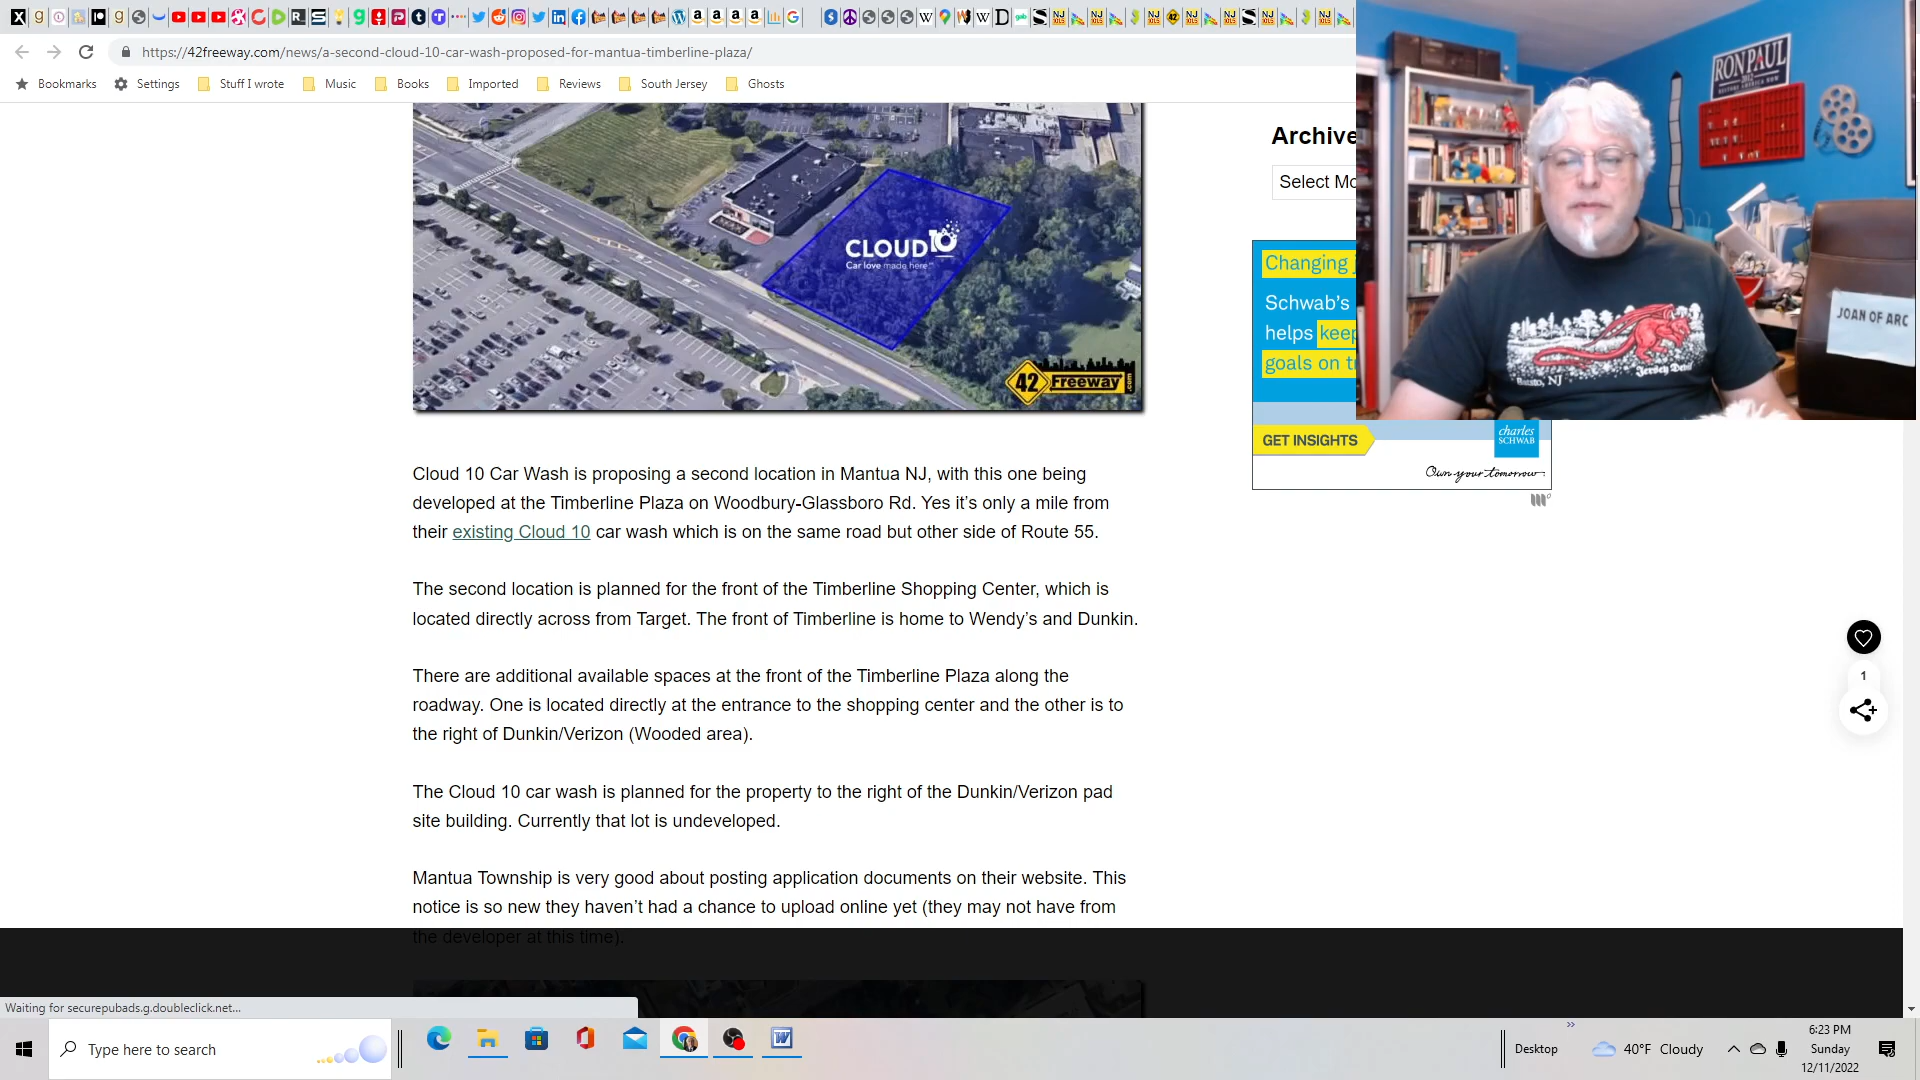 https://42freeway.com/news/a-second-cloud-10-car-wash-proposed-for-mantua-timberline-plaza/
Bookmarks Settings Stuff I wrote Music Books Imported Reviews South Jersey Ghosts
RON PAUL
2012
RESTORE AMERICA NOW
Archive
Select Mo
CLOUD10
Car love made here.
42 Freeway .com
Changing j
Schwab's
helps keep
goals on tr
GET INSIGHTS
charles
SCHWAB
Own your tomorrow
JOAN OF ARC
Batsto, NJ
Jersey Devil
Cloud 10 Car Wash is proposing a second location in Mantua NJ, with this one being
developed at the Timberline Plaza on Woodbury-Glassboro Rd. Yes it's only a mile from
their existing Cloud 10 car wash which is on the same road but other side of Route 55.
The second location is planned for the front of the Timberline Shopping Center, which is
located directly across from Target. The front of Timberline is home to Wendy's and Dunkin.
There are additional available spaces at the front of the Timberline Plaza along the
roadway. One is located directly at the entrance to the shopping center and the other is to
the right of Dunkin/Verizon (Wooded area).
1
The Cloud 10 car wash is planned for the property to the right of the Dunkin/Verizon pad
site building. Currently that lot is undeveloped.
Mantua Township is very good about posting application documents on their website. This
notice is so new they haven't had a chance to upload online yet (they may not have from
the developer at this time).
Waiting for securepubads.g.doubleclick.net...
Type here to search
Desktop
40°F Cloudy
6:23 PM
Sunday
12/11/2022